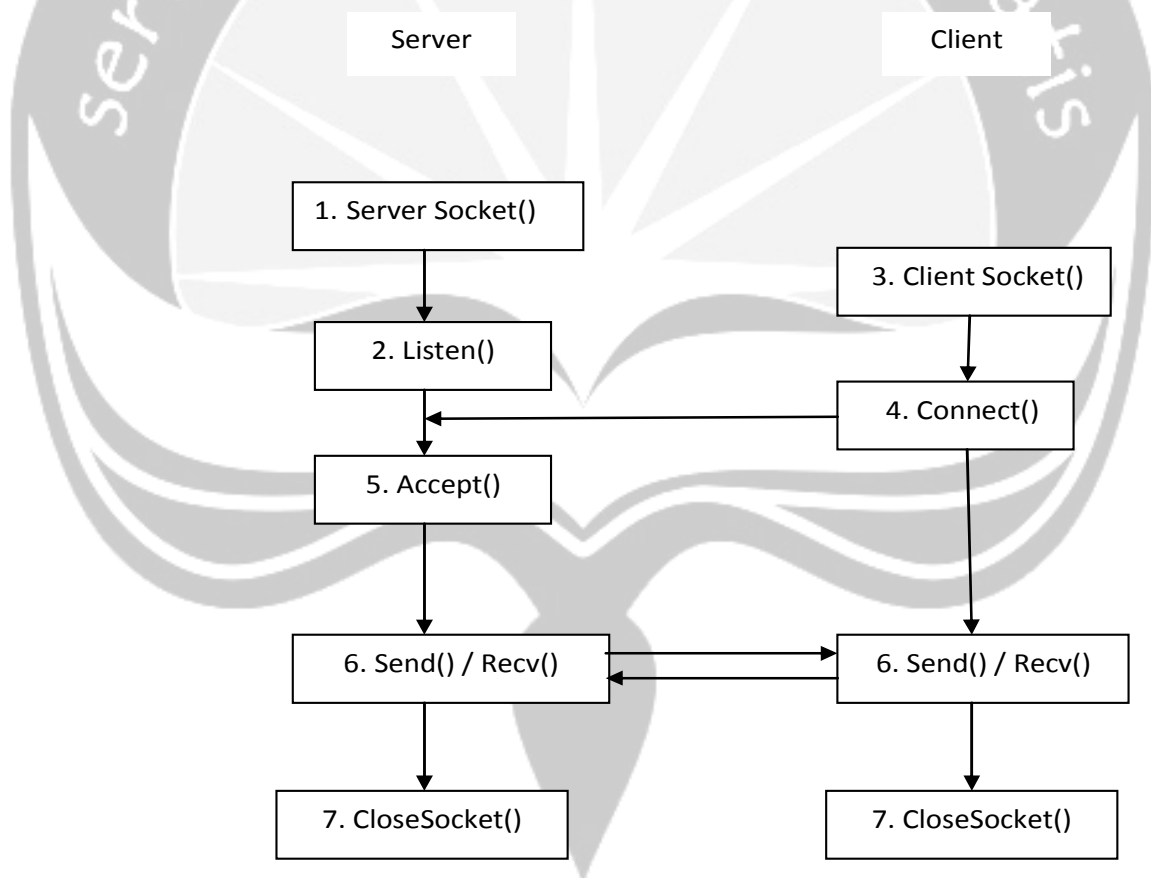 Server
Client
1. Server Socket()
3. Client Socket()
2. Listen()
4. Connect()
5. Accept()
6. Send() / Recv()
6. Send() / Recv()
7. CloseSocket()
7. CloseSocket()